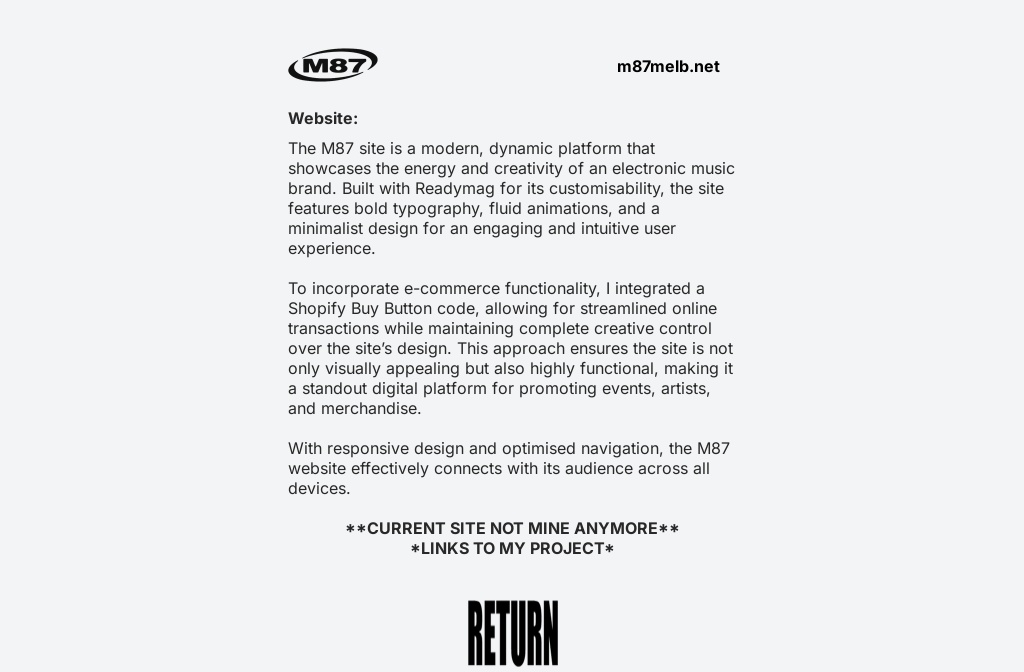 M87
m87melb.net
Website:
The M87 site is a modern, dynamic platform that
showcases the energy and creativity of an electronic music
brand. Built with Readymag for its customisability, the site
features bold typography, fluid animations, and a
minimalist design for an engaging and intuitive user
experience.
To incorporate e-commerce functionality, I integrated a
Shopify Buy Button code, allowing for streamlined online
transactions while maintaining complete creative control
over the site’s design. This approach ensures the site is not
only visually appealing but also highly functional, making it
a standout digital platform for promoting events, artists,
and merchandise.
With responsive design and optimised navigation, the M87
website effectively connects with its audience across all
devices.
**CURRENT SITE NOT MINE ANYMORE**
*LINKS TO MY PROJECT*
RETURN